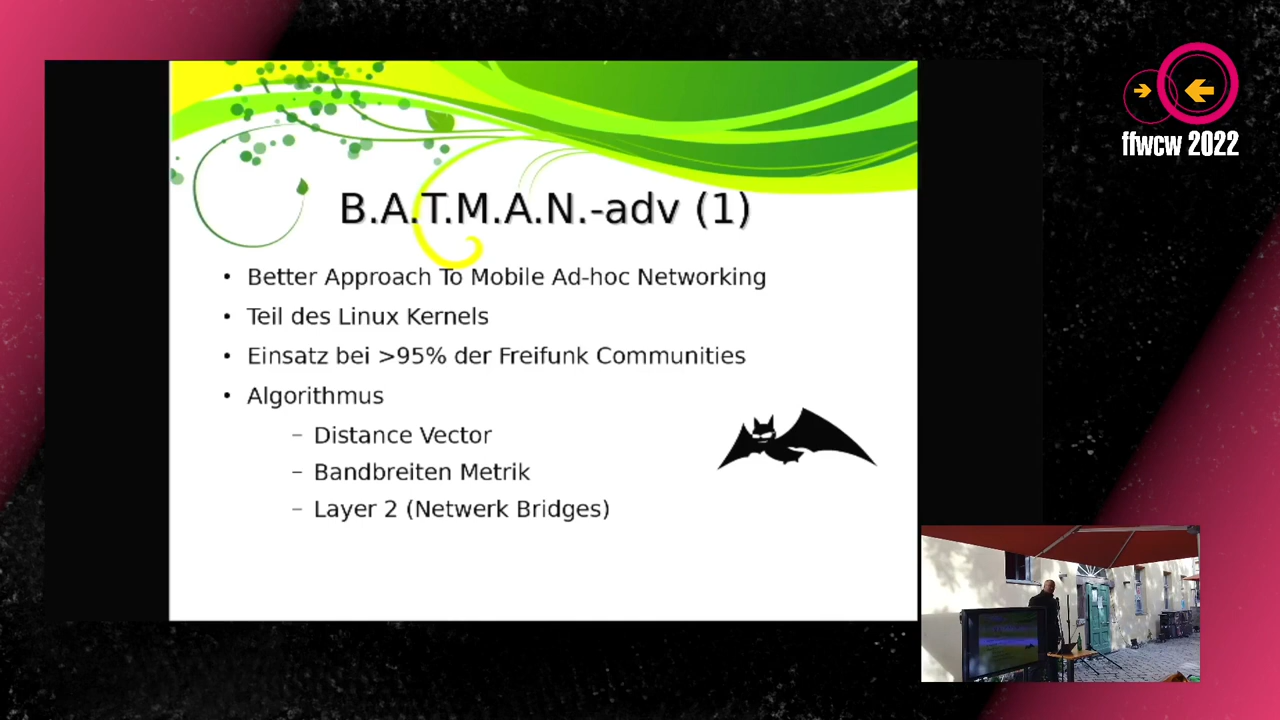 ffwcw 2022
B.A.T.M.A.N.-adv (1)
• Better Approach To Mobile Ad-hoc Networking
• Teil des Linux Kernels
• Einsatz bei >95% der Freifunk Communities
• Algorithmus
– Distance Vector
– Bandbreiten Metrik
– Layer 2 (Netwerk Bridges)